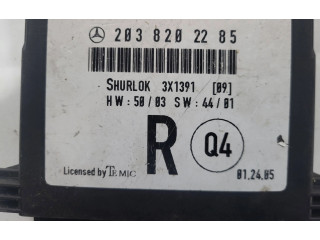 203 820 22 85
SHURLOK 3X1391 [09]
HW: 50/03 SW: 44/01
R Q4
Licensed by TEMIC 01.24.05